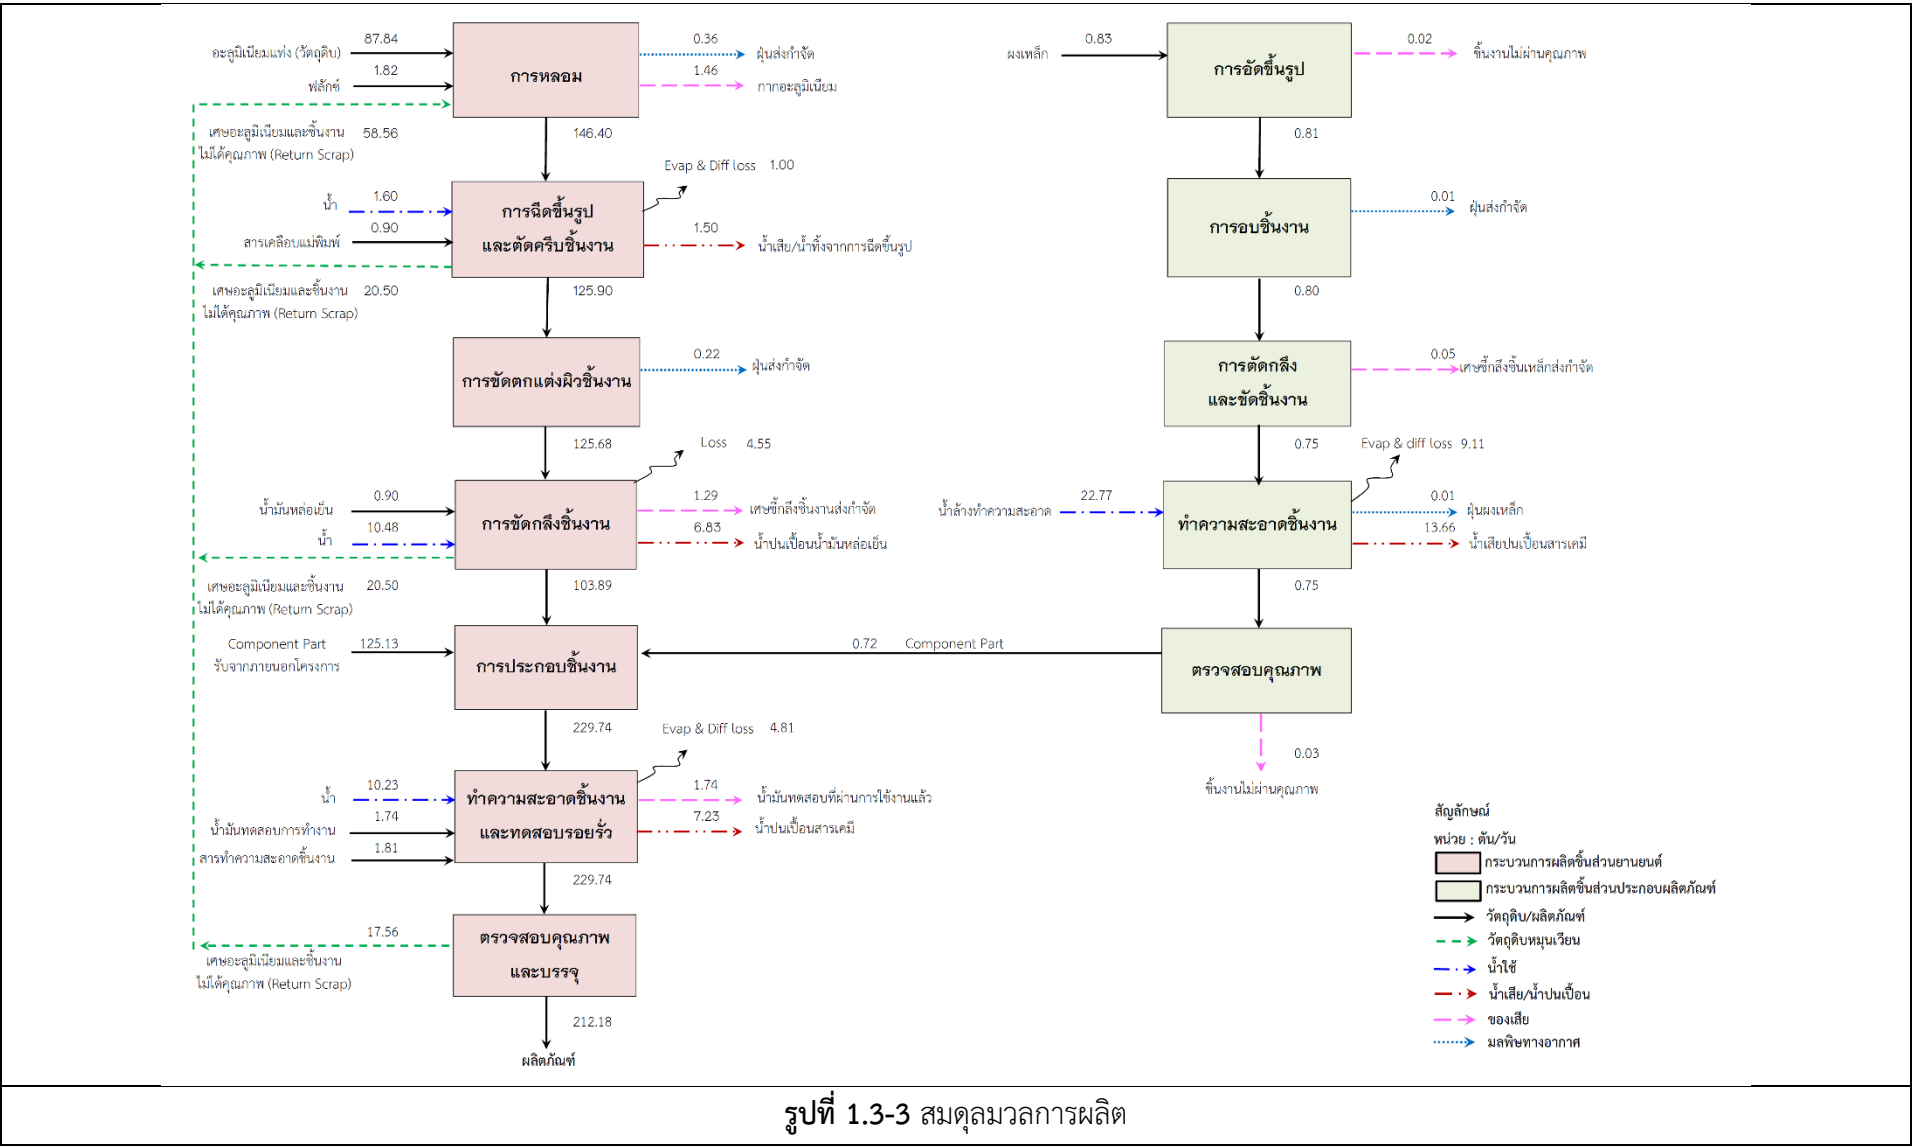 อะลูมิเนียมแท่ง (วัตถุดิบ)
87.84
ฟลักซ์
1.82
การหลอม
0.36
ฝุ่นส่งกำจัด
1.46
กากอะลูมิเนียม
เศษอะลูมิเนียมและชิ้นงาน
ไม่ได้คุณภาพ (Return Scrap)
58.56
146.40
Evap & Diff loss 1.00
น้ำ
1.60
สารเคลือบแม่พิมพ์
0.90
การฉีดขึ้นรูป
และตัดครีบชิ้นงาน
1.50
น้ำเสีย/น้ำทิ้งจากการฉีดขึ้นรูป
เศษอะลูมิเนียมและชิ้นงาน
ไม่ได้คุณภาพ (Return Scrap)
20.50
125.90
การขัดตกแต่งผิวชิ้นงาน
0.22
ฝุ่นส่งกำจัด
125.68
Loss 4.55
น้ำมันหล่อเย็น
0.90
น้ำ
10.48
การขัดกลึงชิ้นงาน
1.29
เศษขี้กลึงชิ้นงานส่งกำจัด
6.83
น้ำปนเปื้อนน้ำมันหล่อเย็น
เศษอะลูมิเนียมและชิ้นงาน
ไม่ได้คุณภาพ (Return Scrap)
20.50
103.89
Component Part
รับจากภายนอกโครงการ
125.13
การประกอบชิ้นงาน
0.72 Component Part
229.74
Evap & Diff loss 4.81
น้ำ
10.23
น้ำมันทดสอบการทำงาน
1.74
สารทำความสะอาดชิ้นงาน
1.81
ทำความสะอาดชิ้นงาน
และทดสอบรอยรั่ว
1.74
น้ำมันทดสอบที่ผ่านการใช้งานแล้ว
7.23
น้ำปนเปื้อนสารเคมี
229.74
17.56
เศษอะลูมิเนียมและชิ้นงาน
ไม่ได้คุณภาพ (Return Scrap)
ตรวจสอบคุณภาพ
และบรรจุ
212.18
ผลิตภัณฑ์
ผงเหล็ก
0.83
การอัดขึ้นรูป
0.02
ชิ้นงานไม่ผ่านคุณภาพ
0.81
การอบชิ้นงาน
0.01
ฝุ่นส่งกำจัด
0.80
การตัดกลึง
และขัดชิ้นงาน
0.05
เศษขี้กลึงชิ้นเหล็กส่งกำจัด
0.75
Evap & diff loss 9.11
น้ำล้างทำความสะอาด
22.77
ทำความสะอาดชิ้นงาน
0.01
ฝุ่นผงเหล็ก
13.66
น้ำเสียปนเปื้อนสารเคมี
0.75
ตรวจสอบคุณภาพ
0.03
ชิ้นงานไม่ผ่านคุณภาพ
สัญลักษณ์
หน่วย : ตัน/วัน
กระบวนการผลิตชิ้นส่วนยานยนต์
กระบวนการผลิตชิ้นส่วนประกอบผลิตภัณฑ์
วัตถุดิบ/ผลิตภัณฑ์
วัตถุดิบหมุนเวียน
น้ำใช้
น้ำเสีย/น้ำปนเปื้อน
ของเสีย
มลพิษทางอากาศ
รูปที่ 1.3-3 สมดุลมวลการผลิต